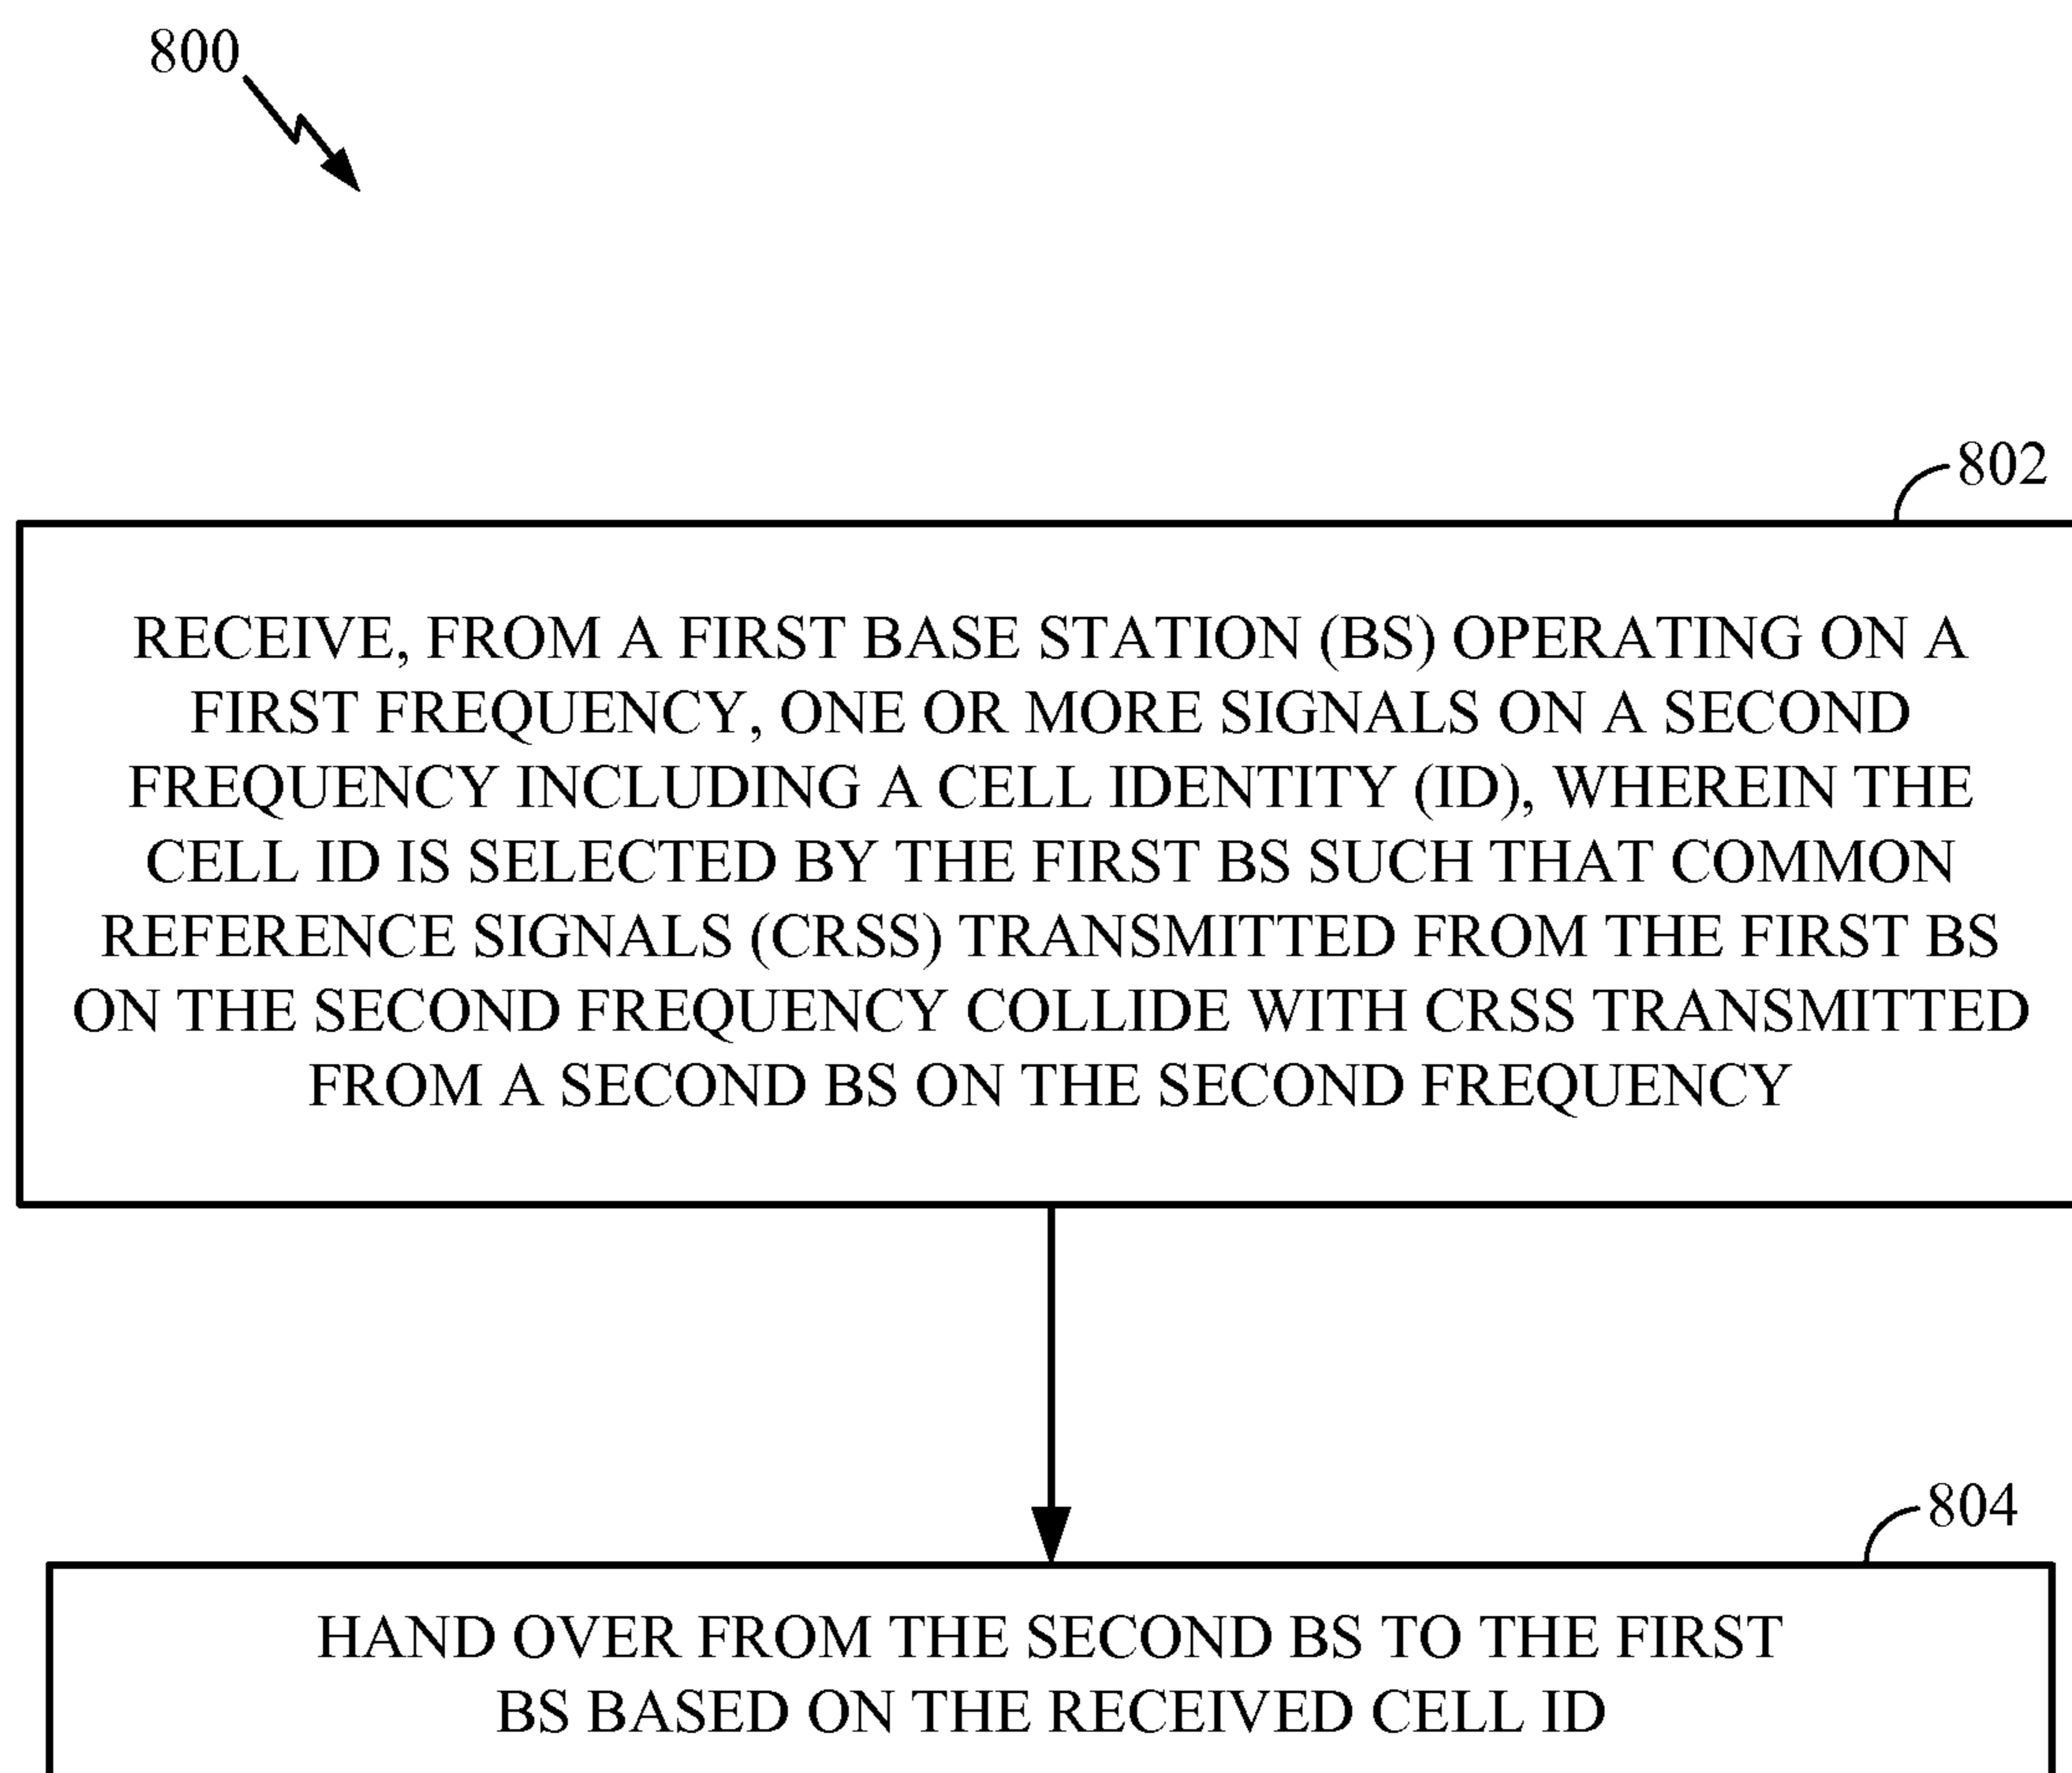 800
802
RECEIVE, FROM A FIRST BASE STATION (BS) OPERATING ON A
FIRST FREQUENCY, ONE OR MORE SIGNALS ON A SECOND
FREQUENCY INCLUDING A CELL IDENTITY (ID), WHEREIN THE
CELL ID IS SELECTED BY THE FIRST BS SUCH THAT COMMON
REFERENCE SIGNALS (CRSS) TRANSMITTED FROM THE FIRST BS
ON THE SECOND FREQUENCY COLLIDE WITH CRSS TRANSMITTED
FROM A SECOND BS ON THE SECOND FREQUENCY
804
HAND OVER FROM THE SECOND BS TO THE FIRST
BS BASED ON THE RECEIVED CELL ID